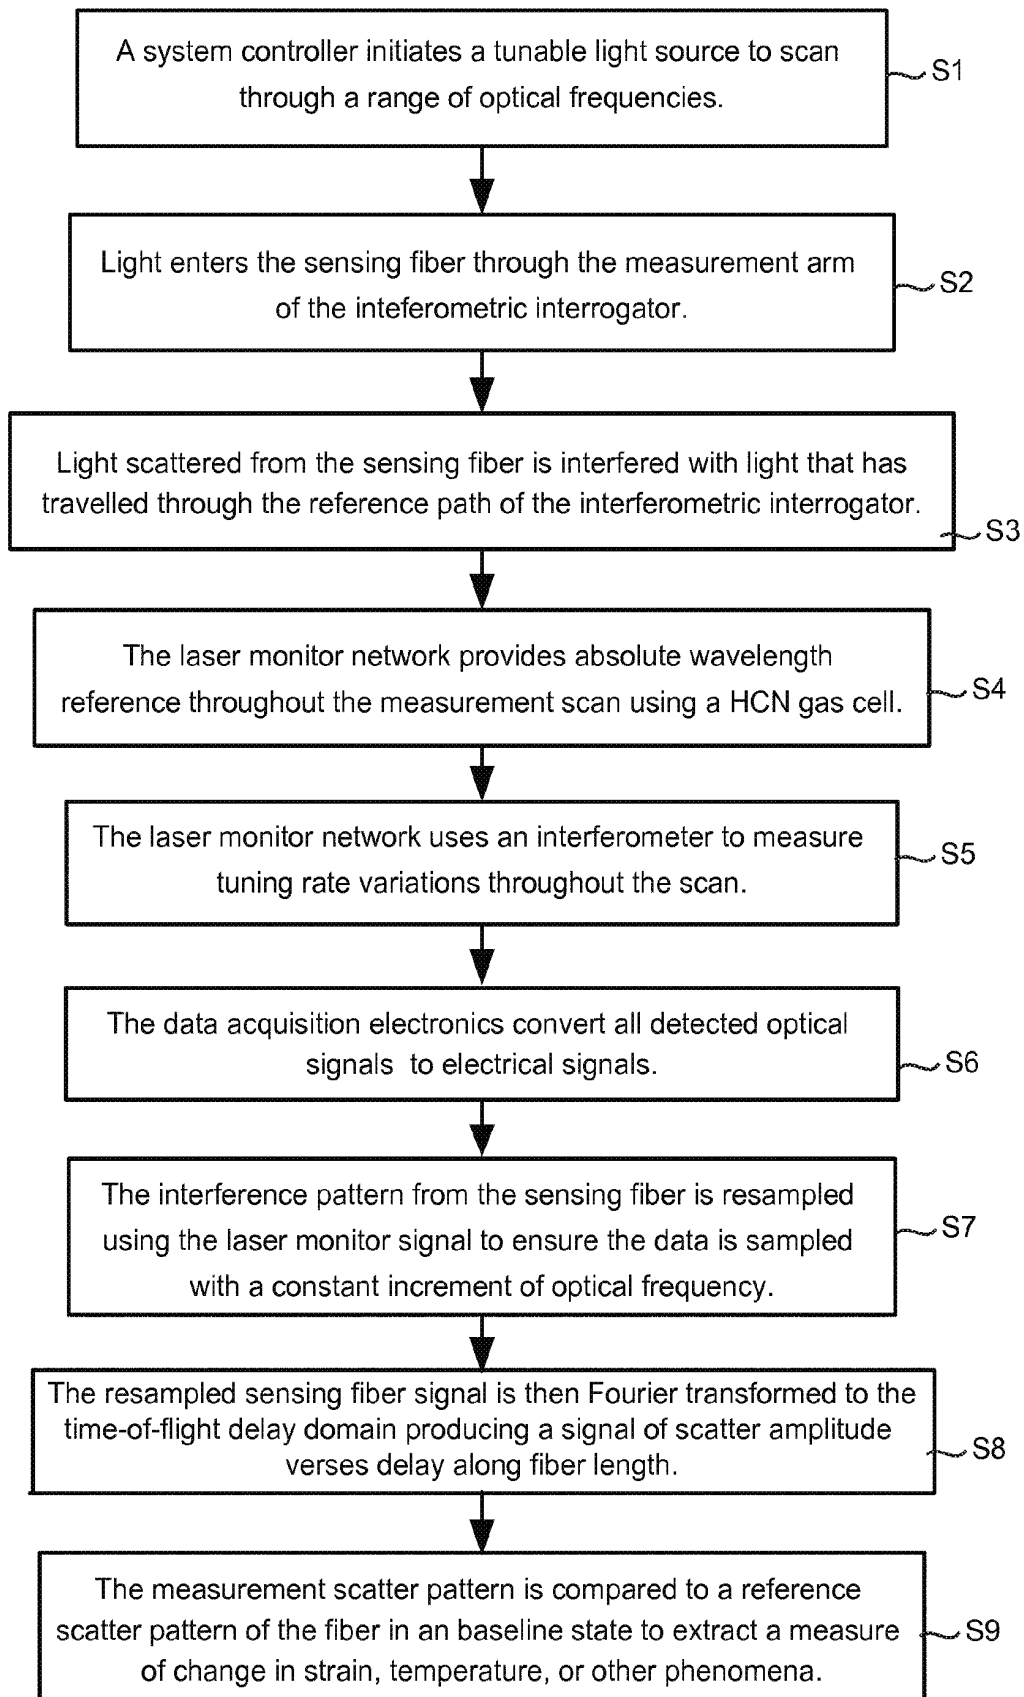 A system controller initiates a tunable light source to scan
through a range of optical frequencies.
S1
Light enters the sensing fiber through the measurement arm
of the inteferometric interrogator.
S2
Light scattered from the sensing fiber is interfered with light that has
travelled through the reference path of the interferometric interrogator.
S3
The laser monitor network provides absolute wavelength
reference throughout the measurement scan using a HCN gas cell.
S4
The laser monitor network uses an interferometer to measure
tuning rate variations throughout the scan.
S5
The data acquisition electronics convert all detected optical
signals to electrical signals.
S6
The interference pattern from the sensing fiber is resampled
using the laser monitor signal to ensure the data is sampled
with a constant increment of optical frequency.
S7
The resampled sensing fiber signal is then Fourier transformed to the
time-of-flight delay domain producing a signal of scatter amplitude
verses delay along fiber length.
S8
The measurement scatter pattern is compared to a reference
scatter pattern of the fiber in an baseline state to extract a measure
of change in strain, temperature, or other phenomena.
S9